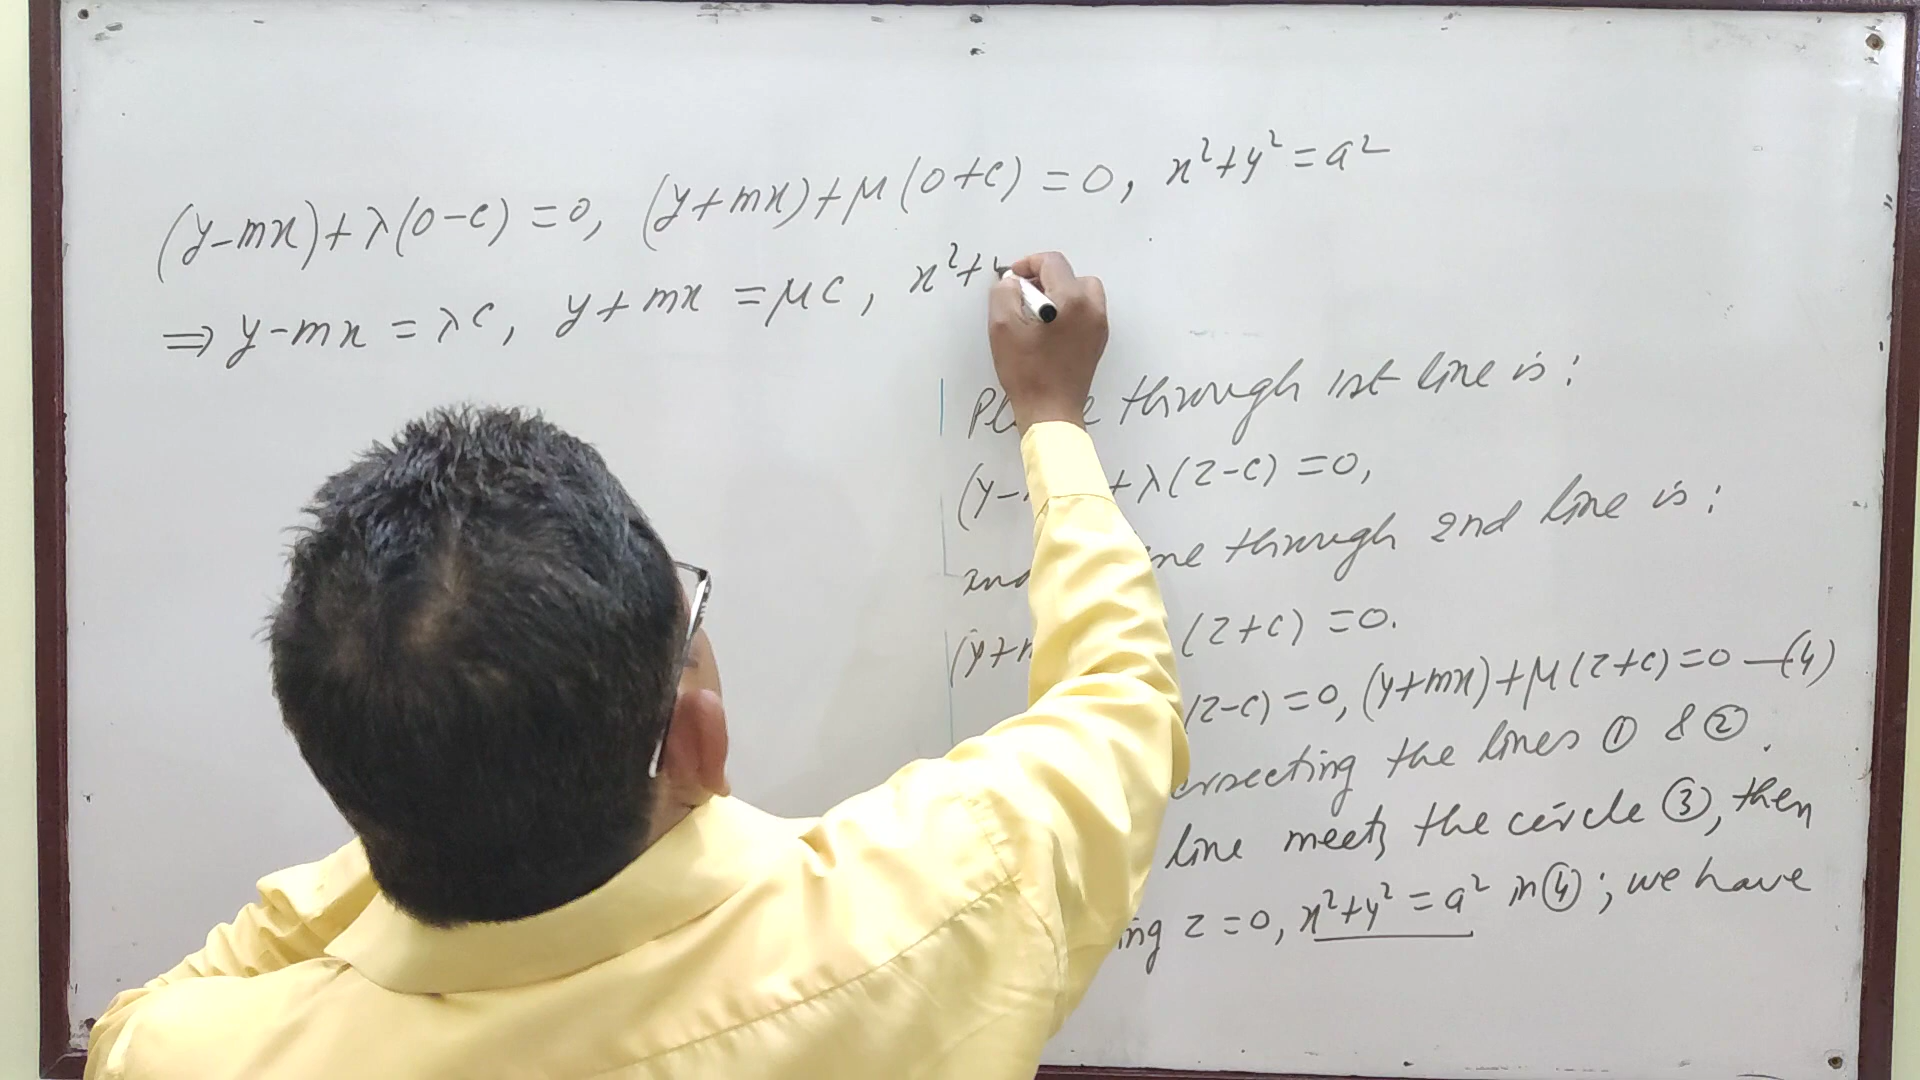 (y-mx)+λ(0-c)=0, (y+mx)+μ(0+c)=0, x²+y²=a²
⇒ y-mx=λc, y+mx=μc, x²+
through 1st line is:
(y- +λ(z-c)=0,
and through 2nd line is:
(y+ (z+c)=0.
(z-c)=0, (y+mx)+μ(z+c)=0 —(4)
the lines ① & ②.
line meets the circle ③, then
z=0, x²+y²=a² in ④; we have